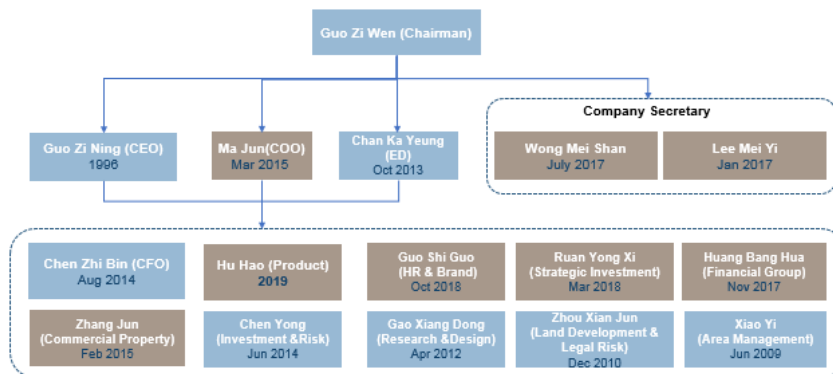 Guo Zi Wen (Chairman)
Company Secretary
Guo Zi Ning (CEO)
1996
Ma Jun(COO)
Mar 2015
Chan Ka Yeung
(ED)
Oct 2013
Wong Mei Shan
July 2017
Lee Mei Yi
Jan 2017
Chen Zhi Bin (CFO)
Aug 2014
Hu Hao (Product)
2019
Guo Shi Guo
(HR & Brand)
Oct 2018
Ruan Yong Xi
(Strategic Investment)
Mar 2018
Huang Bang Hua
(Financial Group)
Nov 2017
Zhang Jun
(Commercial Property)
Feb 2015
Chen Yong
(Investment &Risk)
Jun 2014
Gao Xiang Dong
(Research &Design)
Apr 2012
Zhou Xian Jun
(Land Development &
Legal Risk)
Dec 2010
Xiao Yi
(Area Management)
Jun 2009